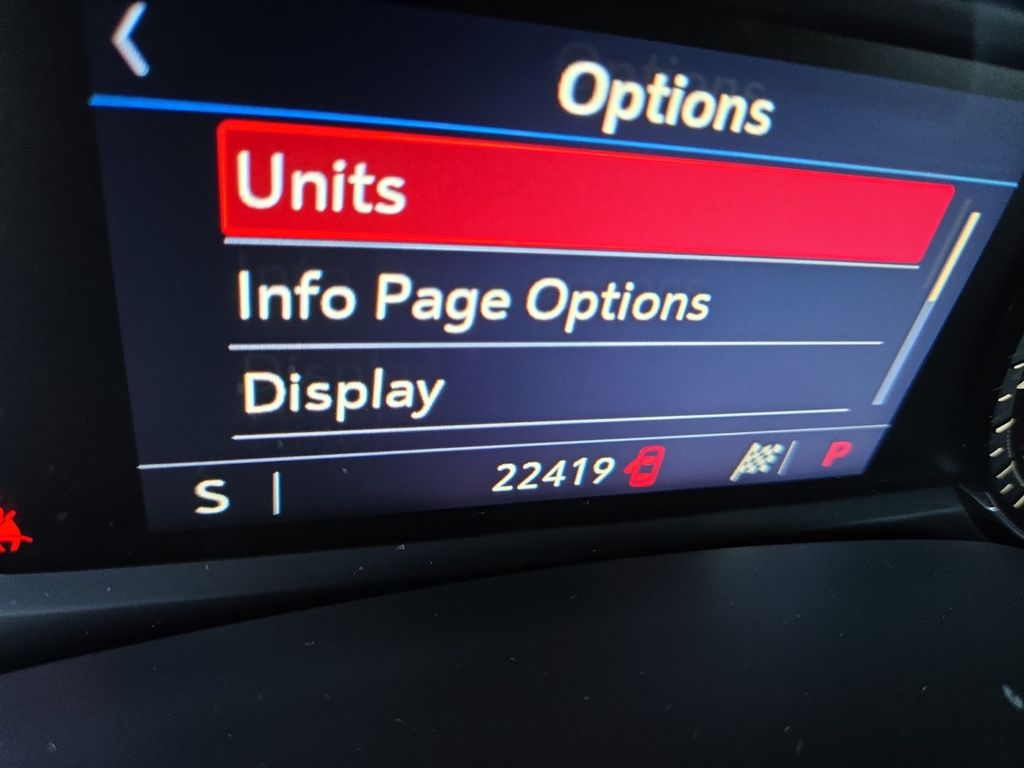 Options
Units
Info Page Options
Display
S 22419 P